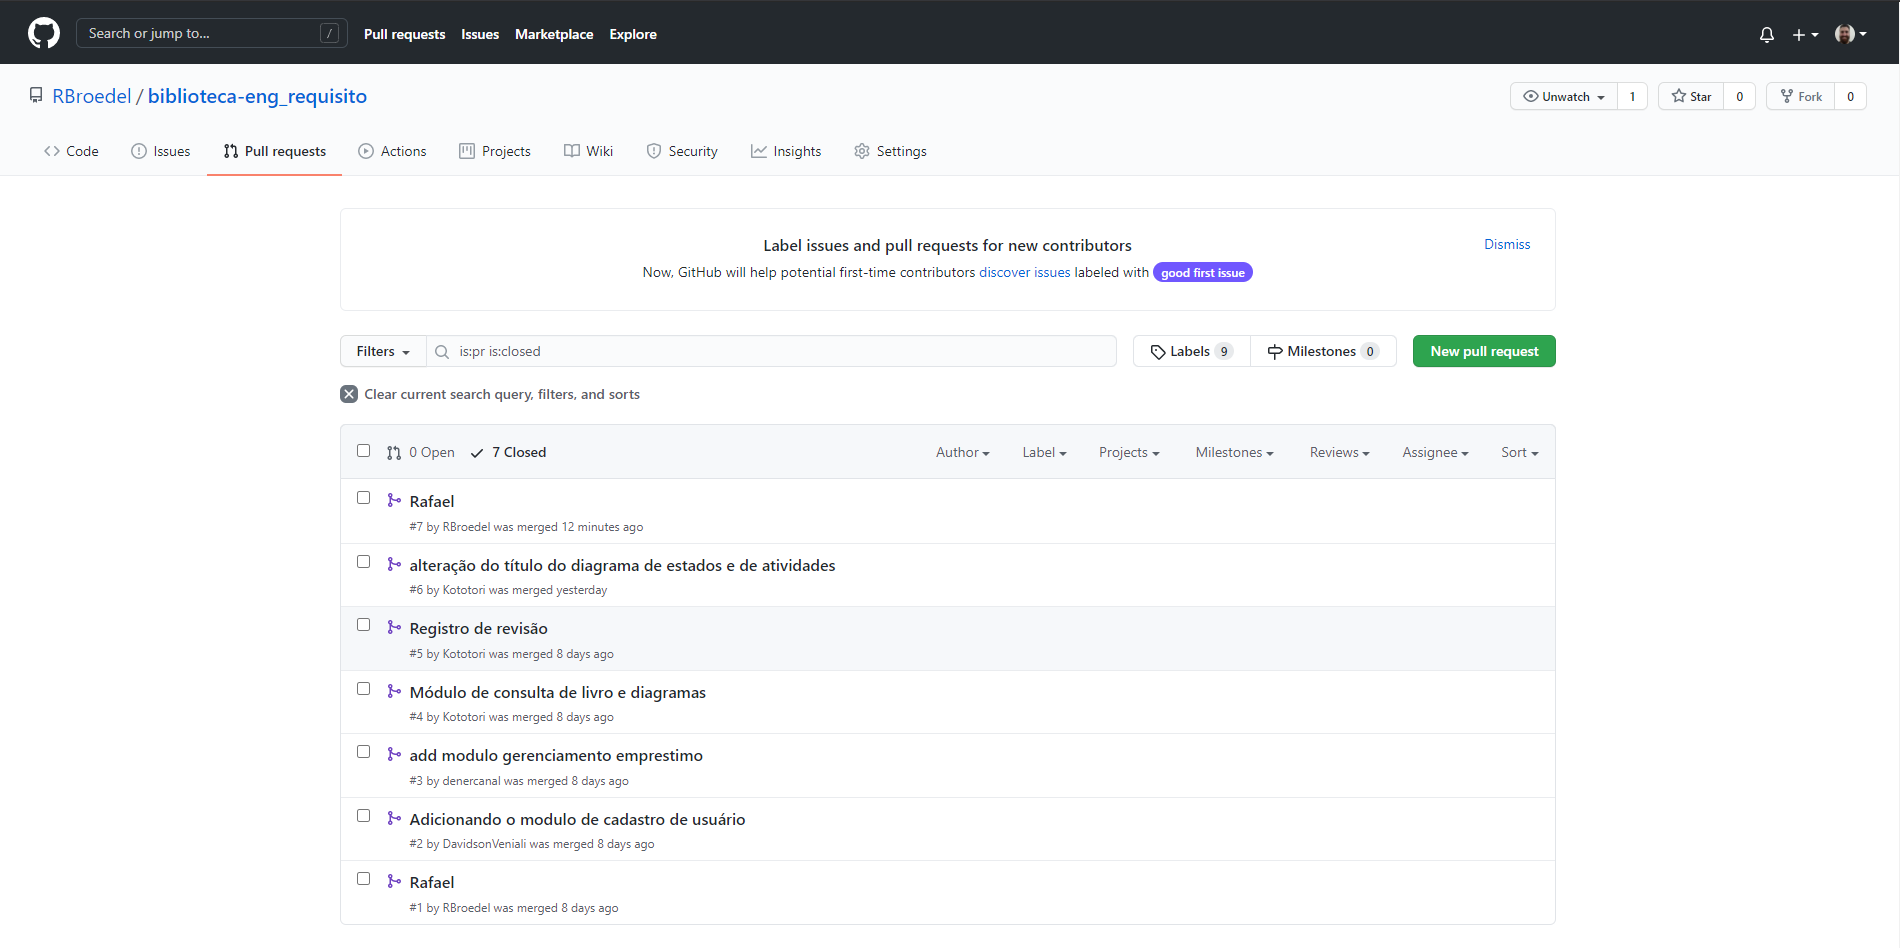 Search or jump to... / Pull requests Issues Marketplace Explore
RBroedel / biblioteca-eng_requisito Unwatch 1 Star 0 Fork 0
Code Issues Pull requests Actions Projects Wiki Security Insights Settings
Label issues and pull requests for new contributors Dismiss
Now, GitHub will help potential first-time contributors discover issues labeled with good first issue
Filters is:pr is:closed Labels 9 Milestones 0 New pull request
Clear current search query, filters, and sorts
0 Open 7 Closed Author Label Projects Milestones Reviews Assignee Sort
Rafael
#7 by RBroedel was merged 12 minutes ago
alteração do título do diagrama de estados e de atividades
#6 by Kototori was merged yesterday
Registro de revisão
#5 by Kototori was merged 8 days ago
Módulo de consulta de livro e diagramas
#4 by Kototori was merged 8 days ago
add modulo gerenciamento emprestimo
#3 by denercanal was merged 8 days ago
Adicionando o modulo de cadastro de usuário
#2 by DavidsonVeniali was merged 8 days ago
Rafael
#1 by RBroedel was merged 8 days ago